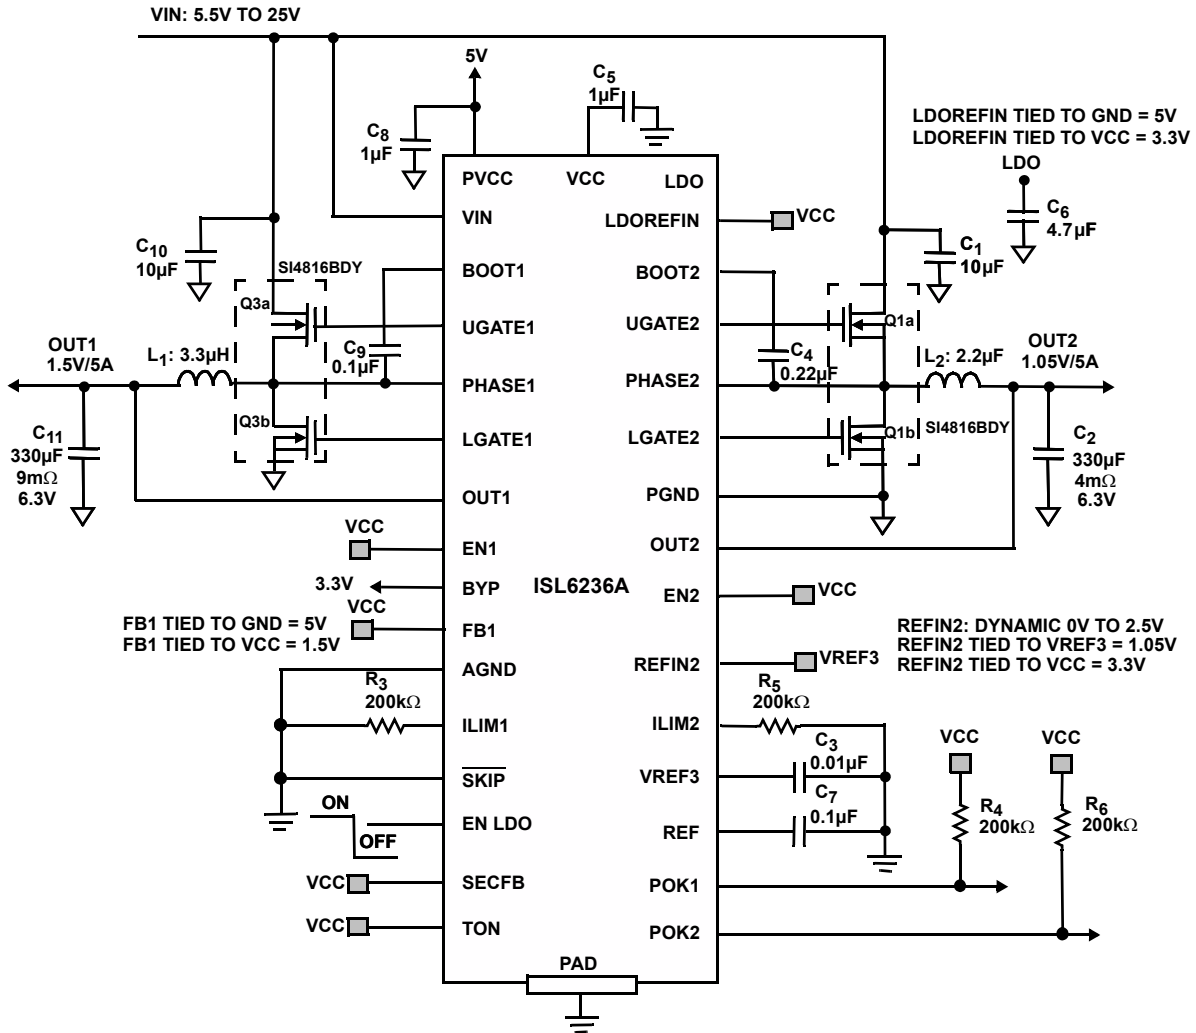 VIN: 5.5V TO 25V
5V
C5
1µF
C8
1µF
LDOREFIN TIED TO GND = 5V
LDOREFIN TIED TO VCC = 3.3V
LDO
C6
4.7µF
PVCC
VCC
LDO
VIN
LDOREFIN
VCC
C10
10µF
SI4816BDY
BOOT1
BOOT2
C1
10µF
Q3a
UGATE1
UGATE2
Q1a
OUT1
1.5V/5A
L1: 3.3µH
C9
0.1µF
C4
0.22µF
L2: 2.2µF
OUT2
1.05V/5A
PHASE1
PHASE2
Q3b
LGATE1
LGATE2
Q1b
SI4816BDY
C11
330µF
9mΩ
6.3V
C2
330µF
4mΩ
6.3V
OUT1
PGND
VCC
EN1
OUT2
3.3V
BYP
ISL6236A
EN2
VCC
VCC
FB1 TIED TO GND = 5V
FB1 TIED TO VCC = 1.5V
FB1
REFIN2: DYNAMIC 0V TO 2.5V
REFIN2 TIED TO VREF3 = 1.05V
REFIN2 TIED TO VCC = 3.3V
AGND
REFIN2
VREF3
R3
200kΩ
ILIM1
ILIM2
R5
200kΩ
SKIP
VREF3
C3
0.01µF
VCC
VCC
ON
OFF
EN LDO
REF
C7
0.1µF
R4
200kΩ
R6
200kΩ
VCC
SECFB
POK1
VCC
TON
POK2
PAD